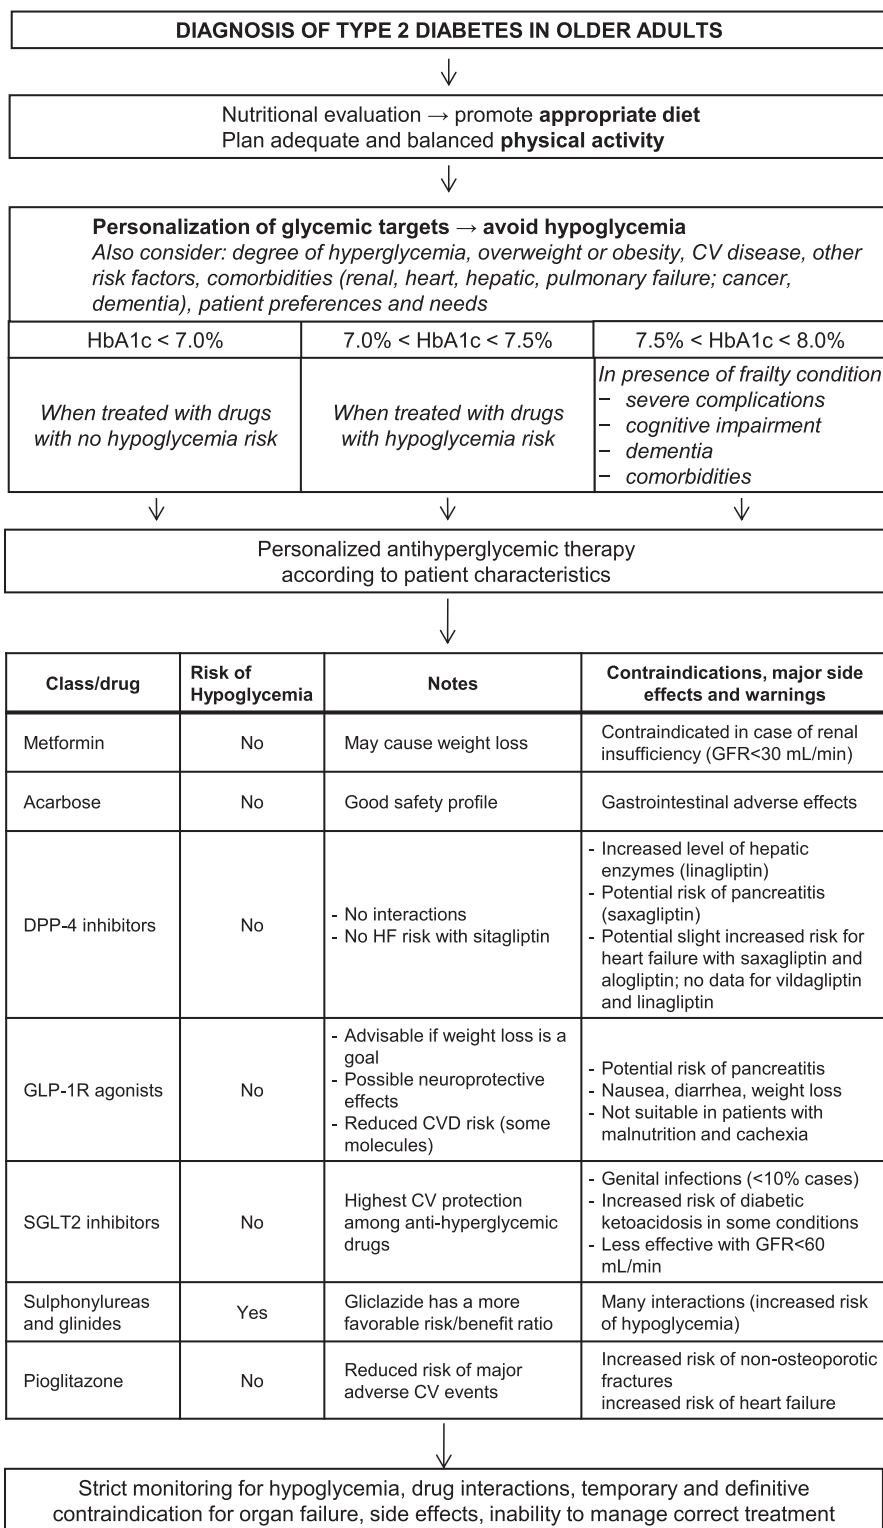 DIAGNOSIS OF TYPE 2 DIABETES IN OLDER ADULTS
Nutritional evaluation → promote appropriate diet
Plan adequate and balanced physical activity
Personalization of glycemic targets → avoid hypoglycemia
Also consider: degree of hyperglycemia, overweight or obesity, CV disease, other
risk factors, comorbidities (renal, heart, hepatic, pulmonary failure; cancer,
dementia), patient preferences and needs
HbA1c < 7.0%
7.0% < HbA1c < 7.5%
7.5% < HbA1c < 8.0%
When treated with drugs
with no hypoglycemia risk
When treated with drugs
with hypoglycemia risk
In presence of frailty condition
– severe complications
– cognitive impairment
– dementia
– comorbidities
Personalized antihyperglycemic therapy
according to patient characteristics
Class/drug
Risk of
Hypoglycemia
Notes
Contraindications, major side
effects and warnings
Metformin
No
May cause weight loss
Contraindicated in case of renal
insufficiency (GFR<30 mL/min)
Acarbose
No
Good safety profile
Gastrointestinal adverse effects
DPP-4 inhibitors
No
- No interactions
- No HF risk with sitagliptin
- Increased level of hepatic
enzymes (linagliptin)
- Potential risk of pancreatitis
(saxagliptin)
- Potential slight increased risk for
heart failure with saxagliptin and
alogliptin; no data for vildagliptin
and linagliptin
GLP-1R agonists
No
- Advisable if weight loss is a
goal
- Possible neuroprotective
effects
- Reduced CVD risk (some
molecules)
- Potential risk of pancreatitis
- Nausea, diarrhea, weight loss
- Not suitable in patients with
malnutrition and cachexia
SGLT2 inhibitors
No
Highest CV protection
among anti-hyperglycemic
drugs
- Genital infections (<10% cases)
- Increased risk of diabetic
ketoacidosis in some conditions
- Less effective with GFR<60
mL/min
Sulphonylureas
and glinides
Yes
Gliclazide has a more
favorable risk/benefit ratio
Many interactions (increased risk
of hypoglycemia)
Pioglitazone
No
Reduced risk of major
adverse CV events
Increased risk of non-osteoporotic
fractures
increased risk of heart failure
Strict monitoring for hypoglycemia, drug interactions, temporary and definitive
contraindication for organ failure, side effects, inability to manage correct treatment